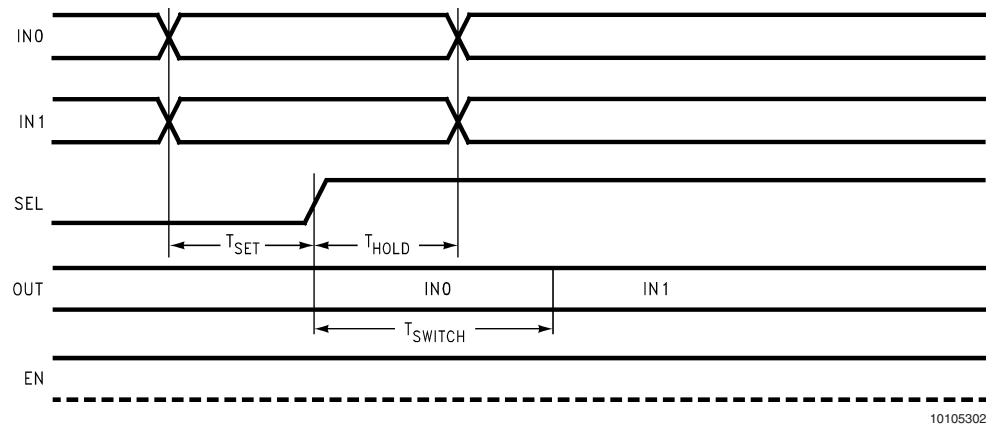 IN0
IN1
SEL
TSET THOLD
OUT IN0 IN1
TSWITCH
EN
10105302